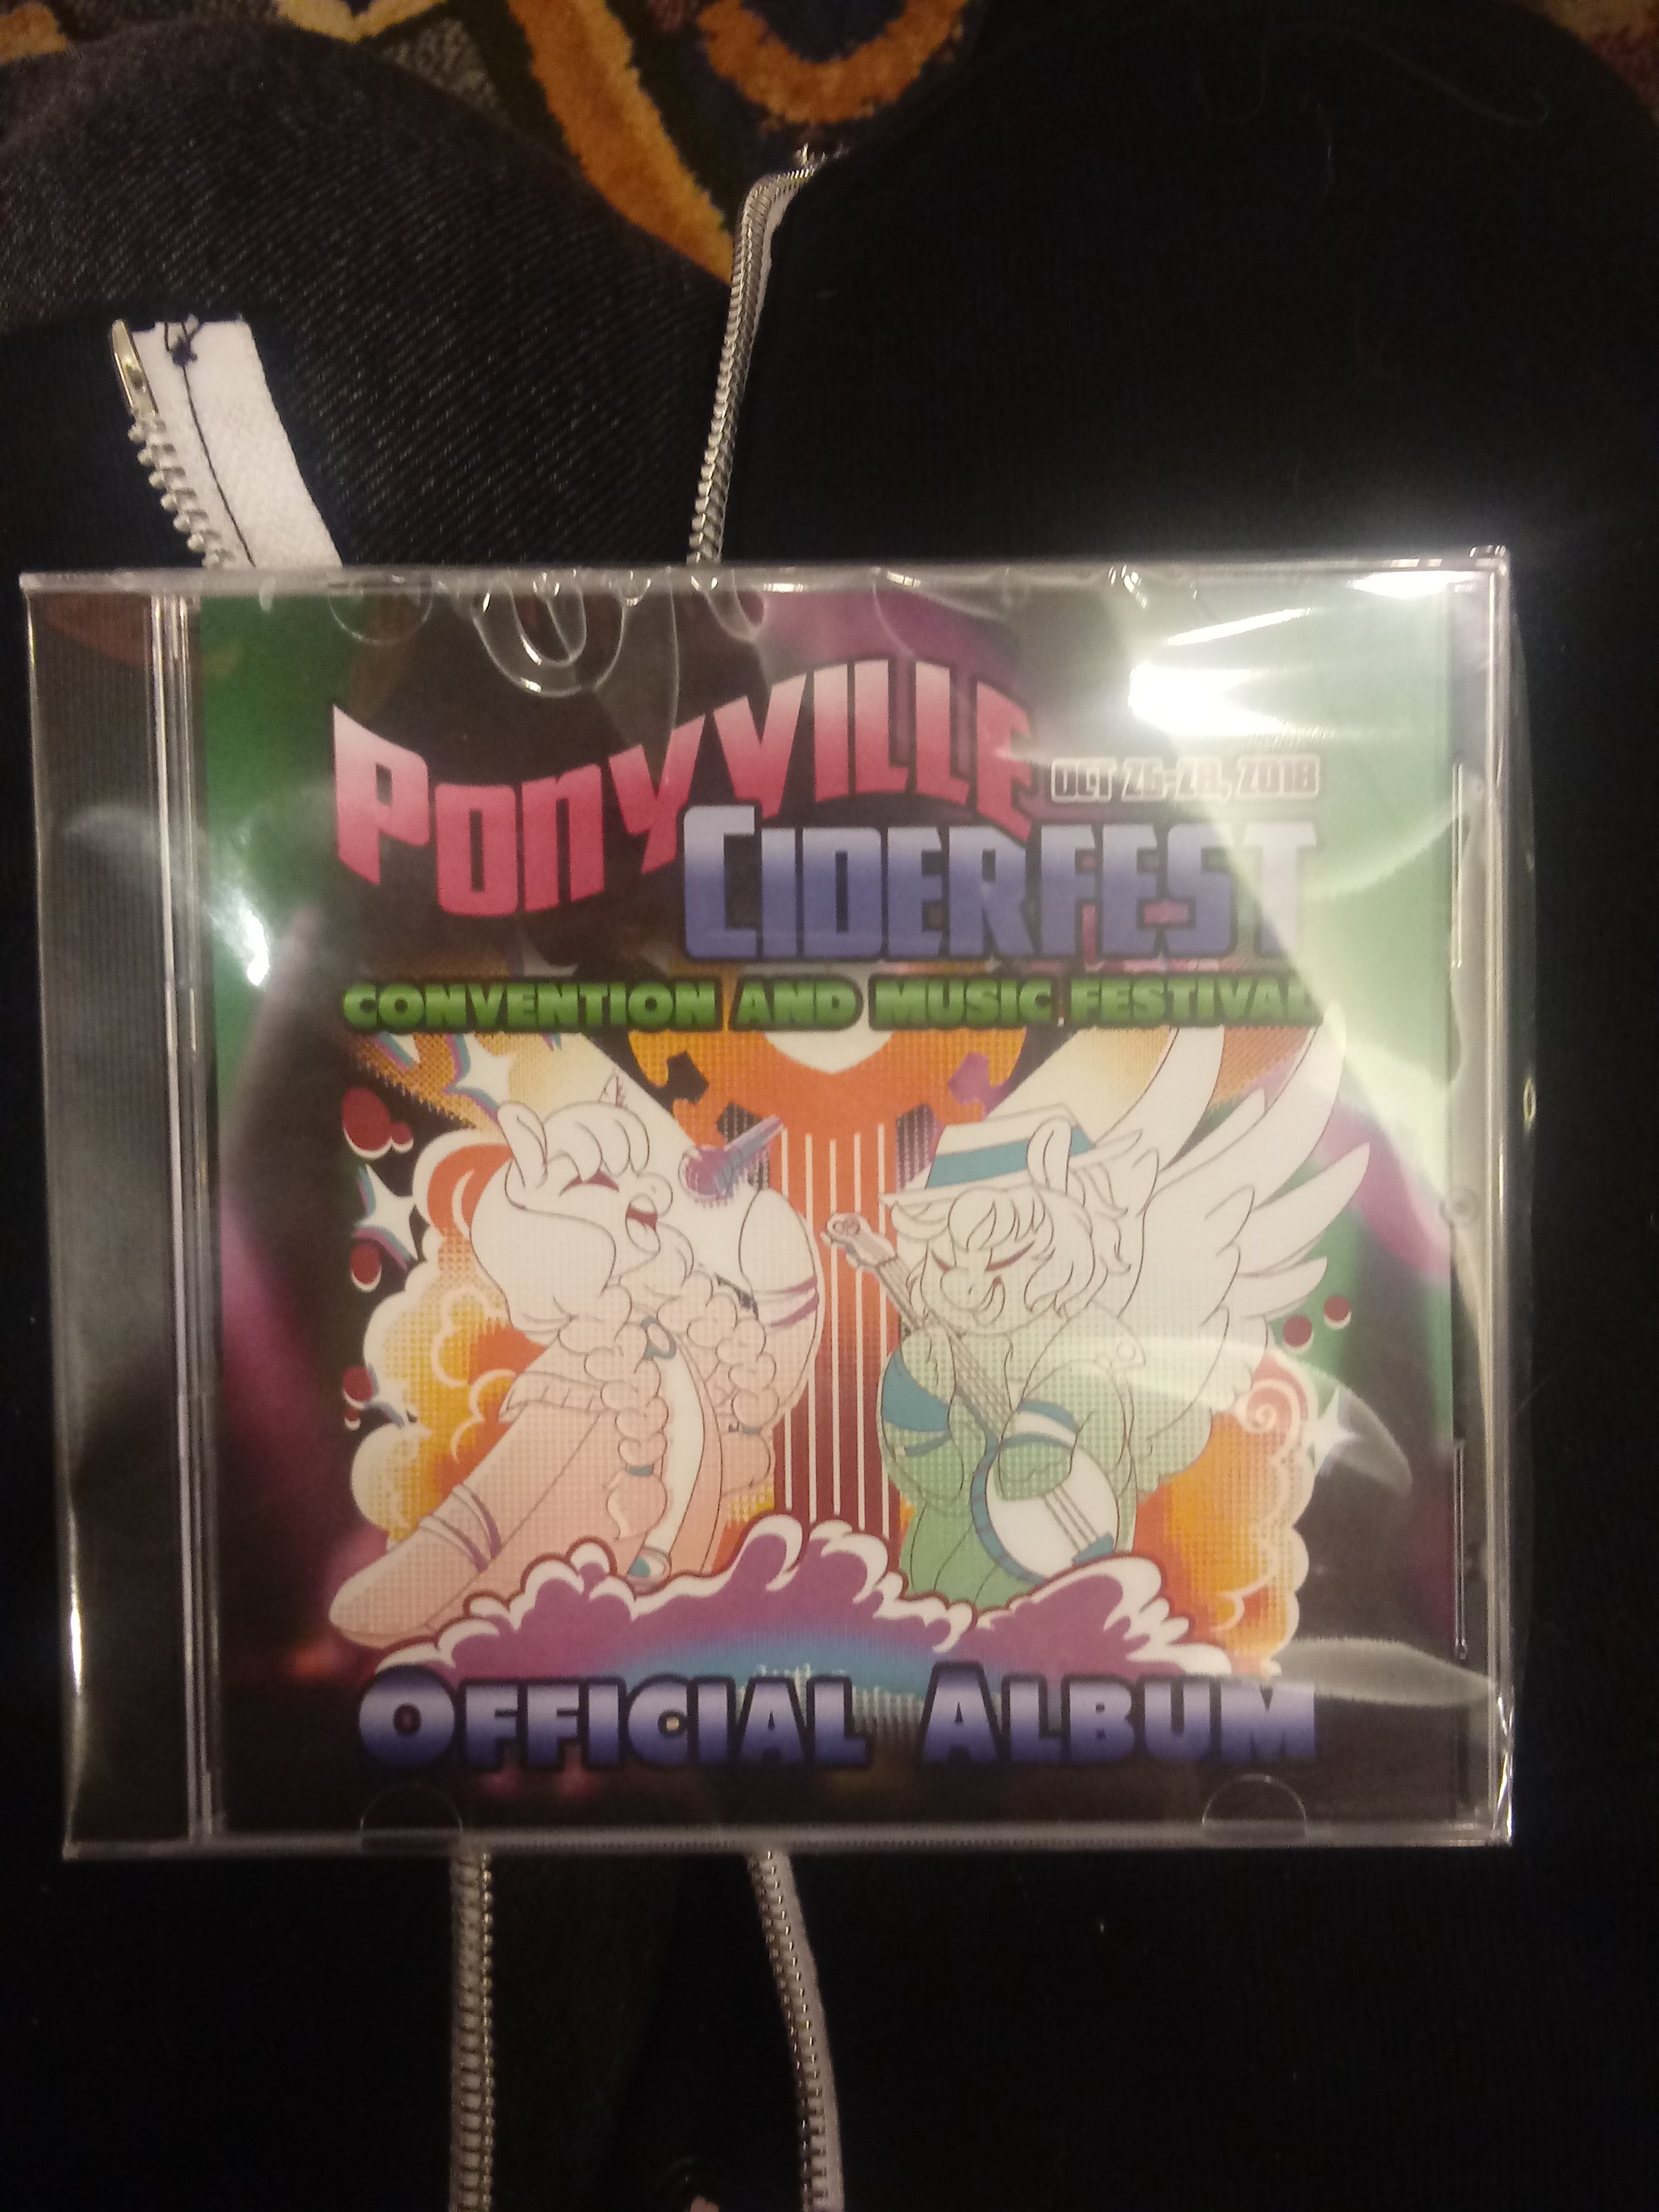 PONYVILLE
OCT 26-28, 2018
CIDERFEST
CONVENTION AND MUSIC FESTIVAL
OFFICIAL ALBUM